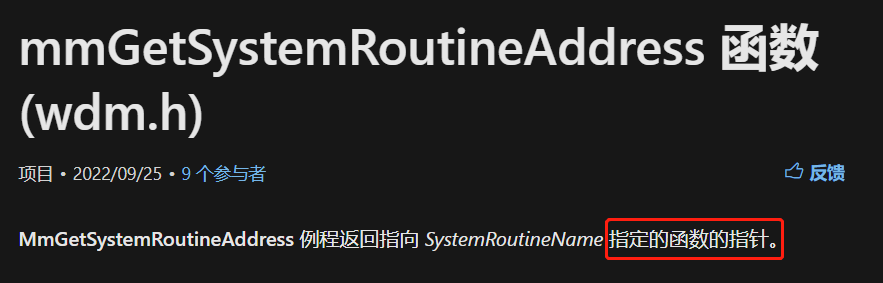 mmGetSystemRoutineAddress 函数
(wdm.h)
项目 • 2022/09/25 • 9 个参与者 反馈
MmGetSystemRoutineAddress 例程返回指向 SystemRoutineName 指定的函数的指针。